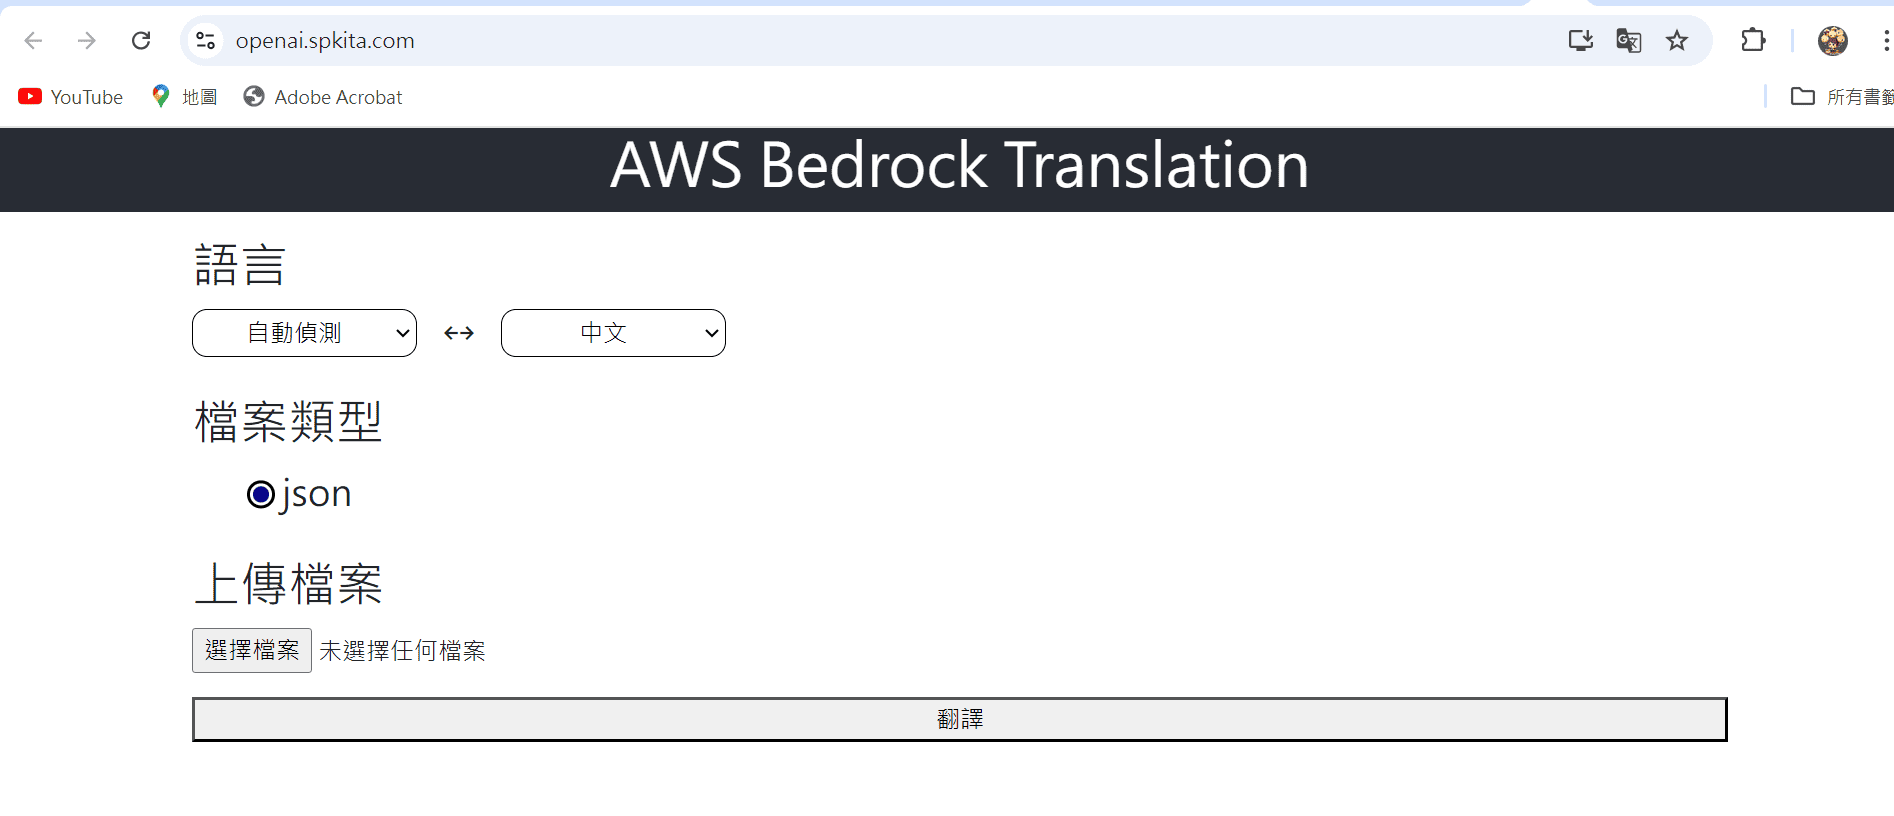 openai.spkita.com
YouTube 地圖 Adobe Acrobat 所有書籤
AWS Bedrock Translation
語言
自動偵測 ↔ 中文
檔案類型
json
上傳檔案
選擇檔案 未選擇任何檔案
翻譯